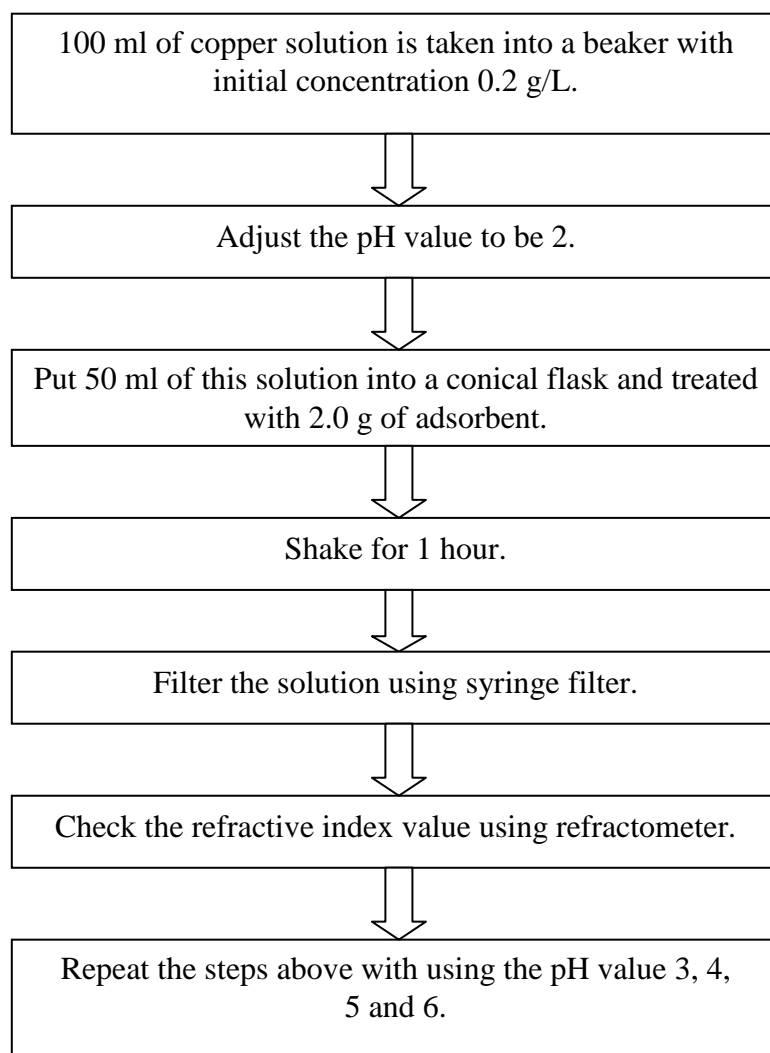 100 ml of copper solution is taken into a beaker with
initial concentration 0.2 g/L.
Adjust the pH value to be 2.
Put 50 ml of this solution into a conical flask and treated
with 2.0 g of adsorbent.
Shake for 1 hour.
Filter the solution using syringe filter.
Check the refractive index value using refractometer.
Repeat the steps above with using the pH value 3, 4,
5 and 6.